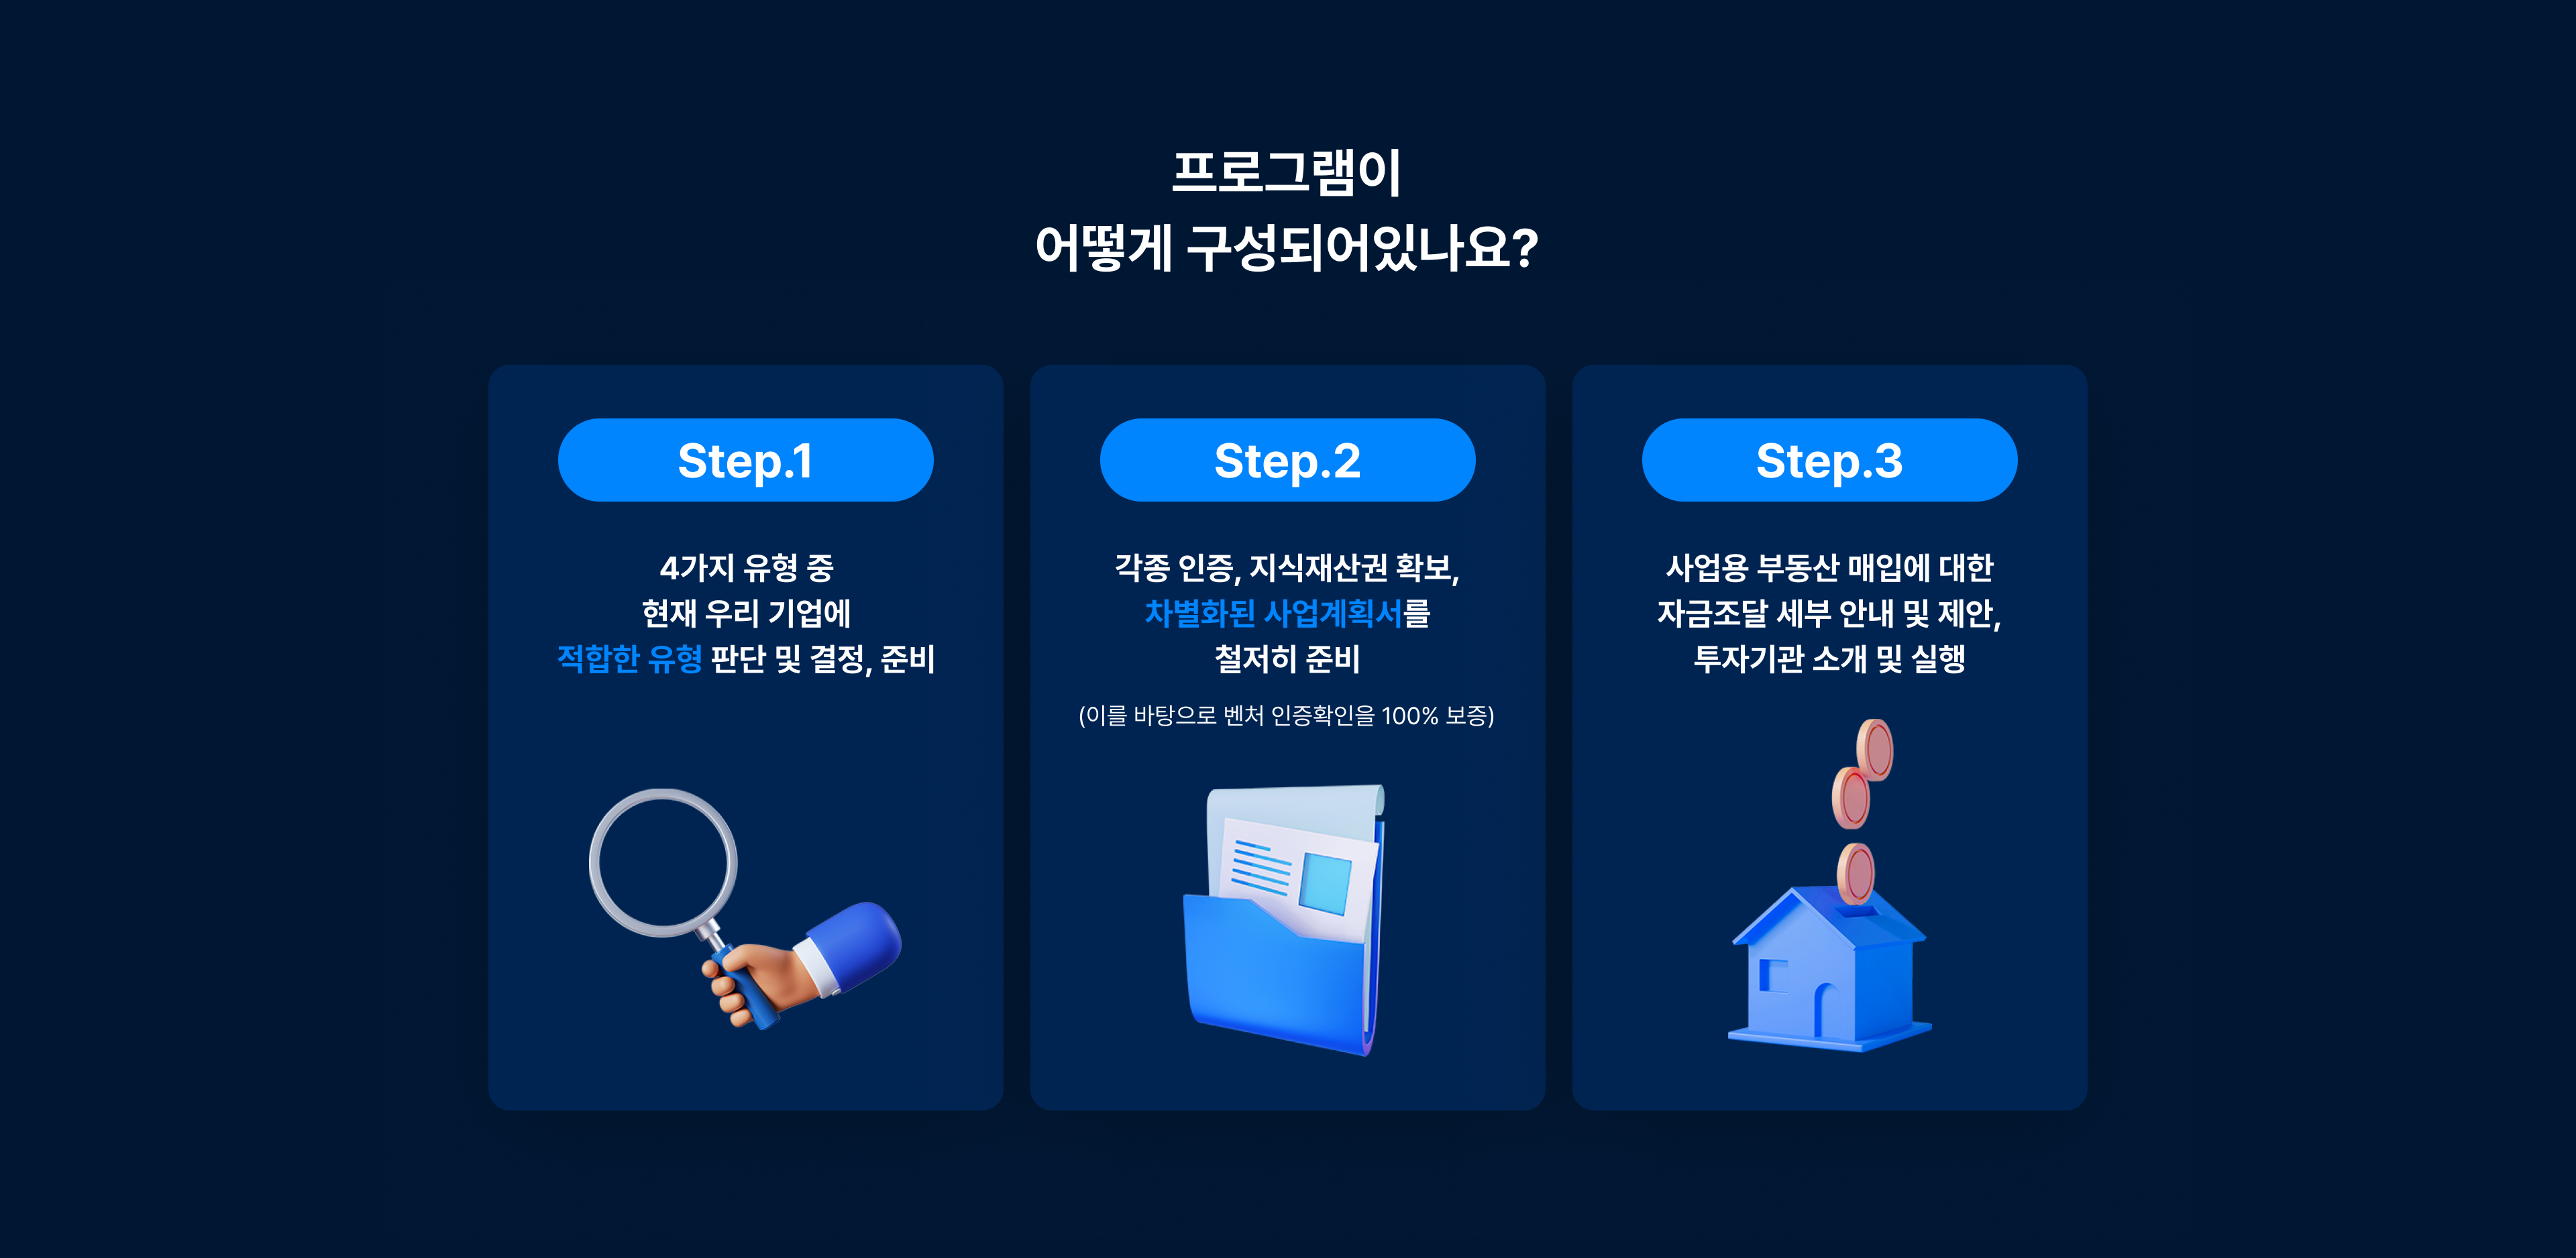 프로그램이
어떻게 구성되어있나요?
Step.1
4가지 유형 중
현재 우리 기업에
적합한 유형 판단 및 결정, 준비
Step.2
각종 인증, 지식재산권 확보,
차별화된 사업계획서를
철저히 준비
(이를 바탕으로 벤처 인증확인을 100% 보증)
Step.3
사업용 부동산 매입에 대한
자금조달 세부 안내 및 제안,
투자기관 소개 및 실행